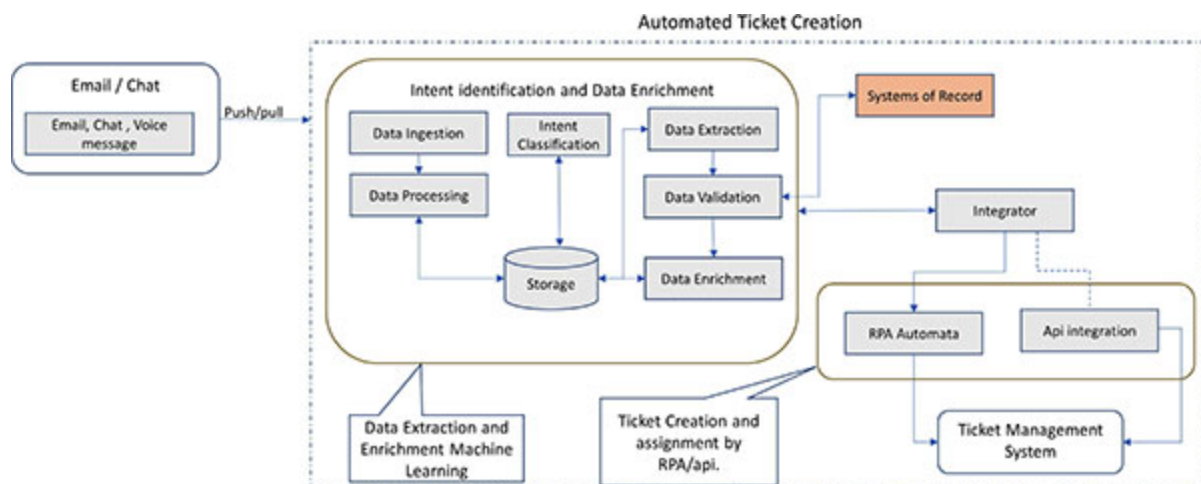 Automated Ticket Creation
Email / Chat
Email, Chat , Voice
message
Push/pull
Intent identification and Data Enrichment
Data Ingestion
Intent
Classification
Data Extraction
Systems of Record
Data Processing
Data Validation
Integrator
Storage
Data Enrichment
RPA Automata
Api integration
Data Extraction and
Enrichment Machine
Learning
Ticket Creation and
assignment by
RPA/api.
Ticket Management
System